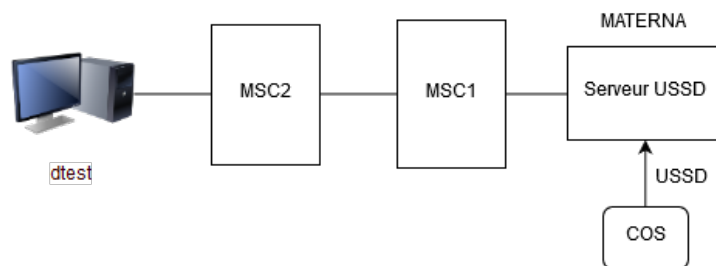 MATERNA
MSC2
MSC1
Serveur USSD
dtest
USSD
COS